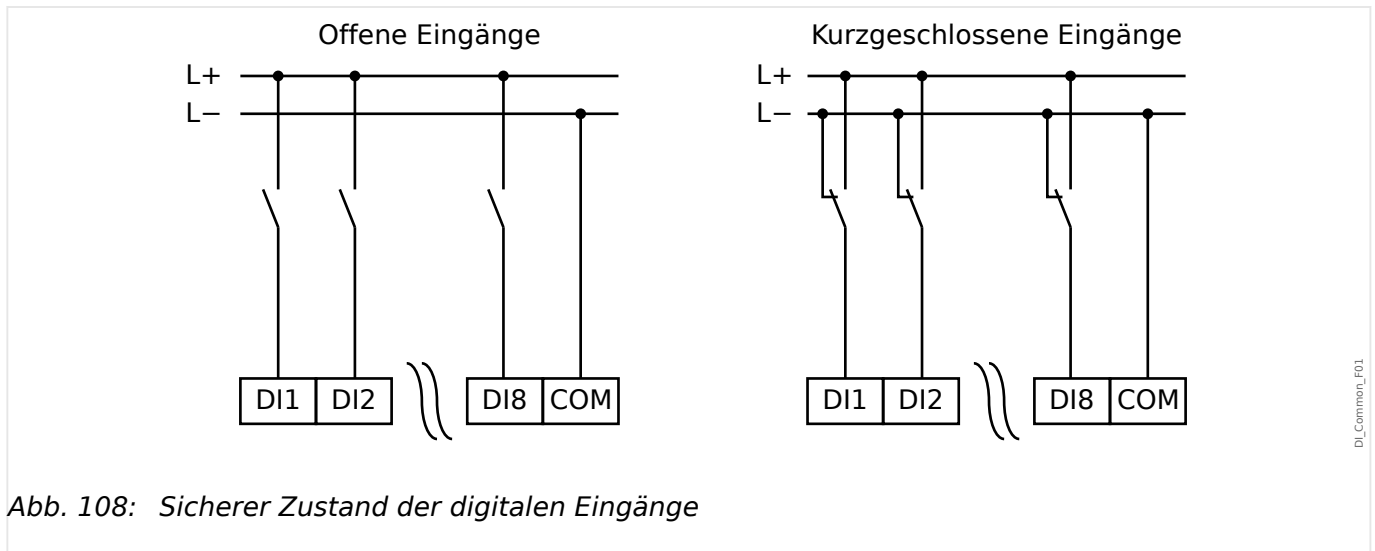 Offene Eingänge
L+
L−
DI1 DI2 DI8 COM
Kurzgeschlossene Eingänge
L+
L−
DI1 DI2 DI8 COM
DI_Common_F01
Abb. 108: Sicherer Zustand der digitalen Eingänge